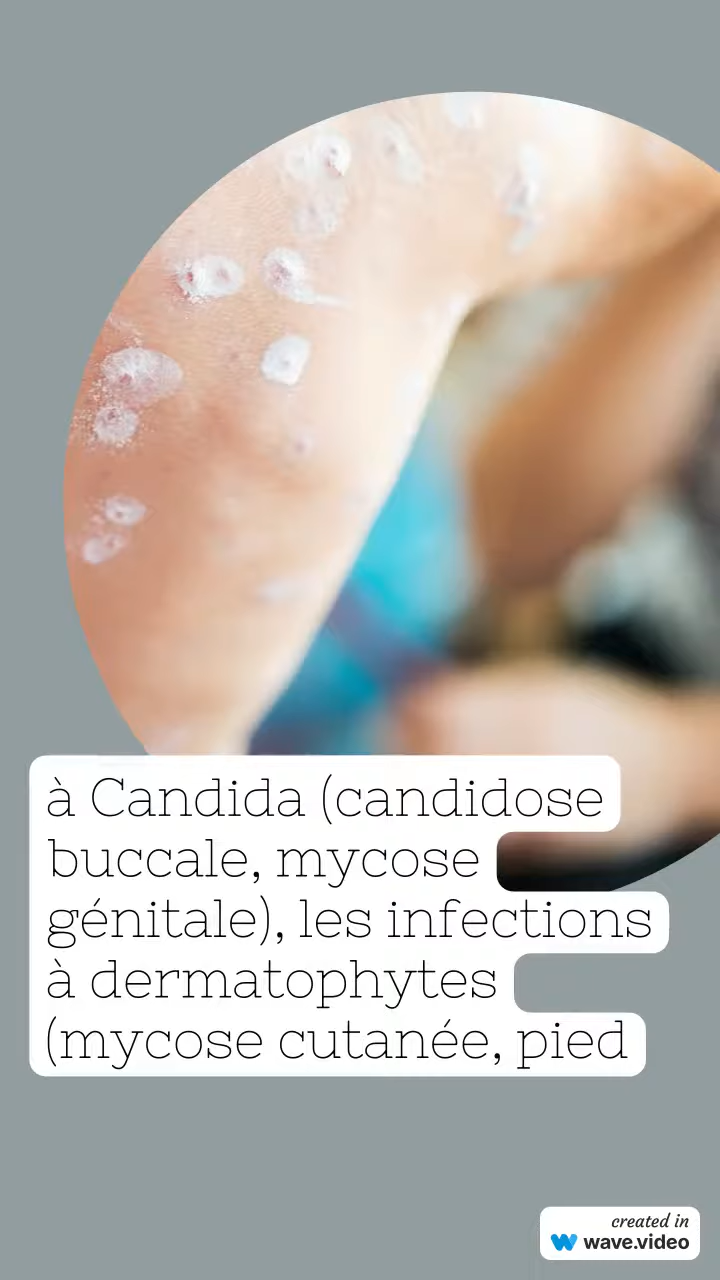 à Candida (candidose
buccale, mycose
génitale), les infections
à dermatophytes
(mycose cutanée, pied
created in
wave.video